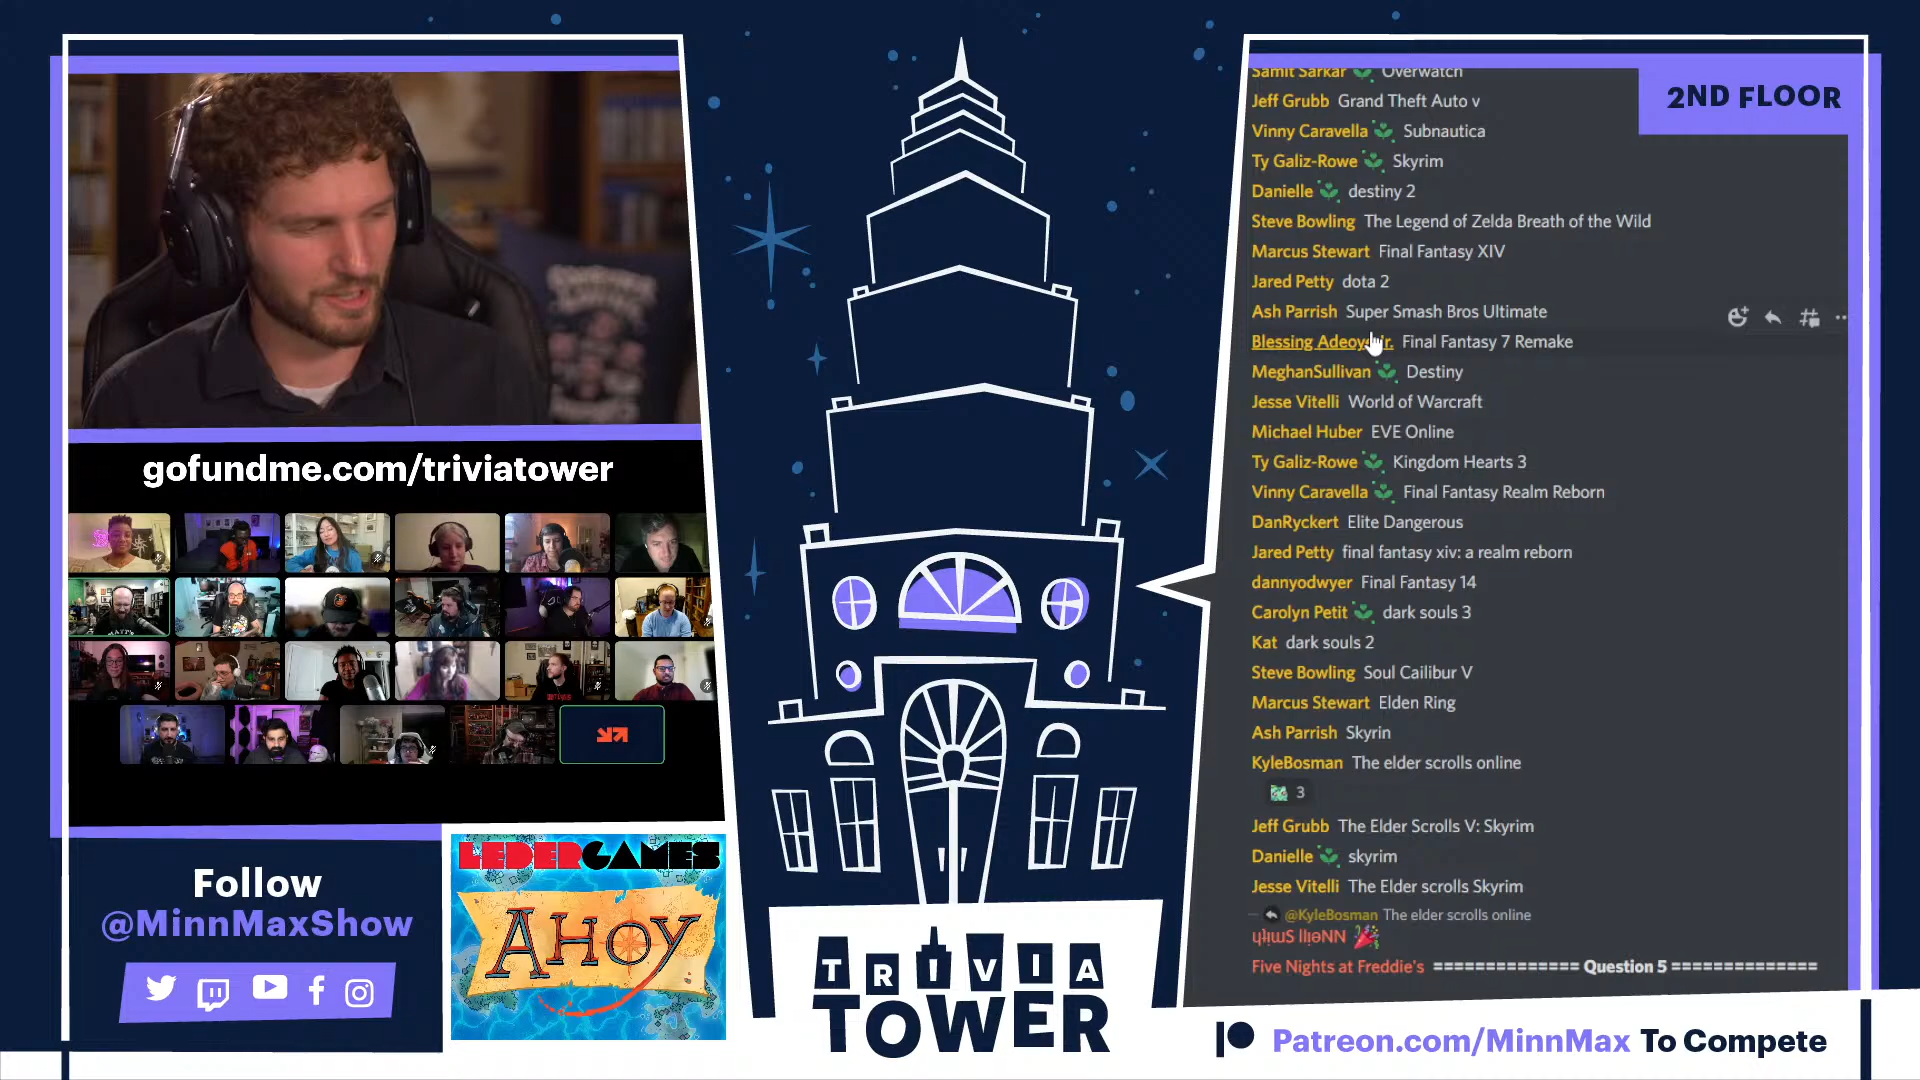 gofundme.com/triviatower
Follow
@MinnMaxShow
LEDERGAMES
AHOY
TRIVIA
TOWER
2ND FLOOR
Samit Sarkar Overwatch
Jeff Grubb Grand Theft Auto v
Vinny Caravella Subnautica
Ty Galiz-Rowe Skyrim
Danielle destiny 2
Steve Bowling The Legend of Zelda Breath of the Wild
Marcus Stewart Final Fantasy XIV
Jared Petty dota 2
Ash Parrish Super Smash Bros Ultimate
Blessing Adeoye Jr. Final Fantasy 7 Remake
MeghanSullivan Destiny
Jesse Vitelli World of Warcraft
Michael Huber EVE Online
Ty Galiz-Rowe Kingdom Hearts 3
Vinny Caravella Final Fantasy Realm Reborn
DanRyckert Elite Dangerous
Jared Petty final fantasy xiv: a realm reborn
dannyodwyer Final Fantasy 14
Carolyn Petit dark souls 3
Kat dark souls 2
Steve Bowling Soul Cailibur V
Marcus Stewart Elden Ring
Ash Parrish Skyrin
KyleBosman The elder scrolls online
3
Jeff Grubb The Elder Scrolls V: Skyrim
Danielle skyrim
Jesse Vitelli The Elder scrolls Skyrim
@KyleBosman The elder scrolls online
Five Nights at Freddie's ============== Question 5 ==============
Patreon.com/MinnMax To Compete